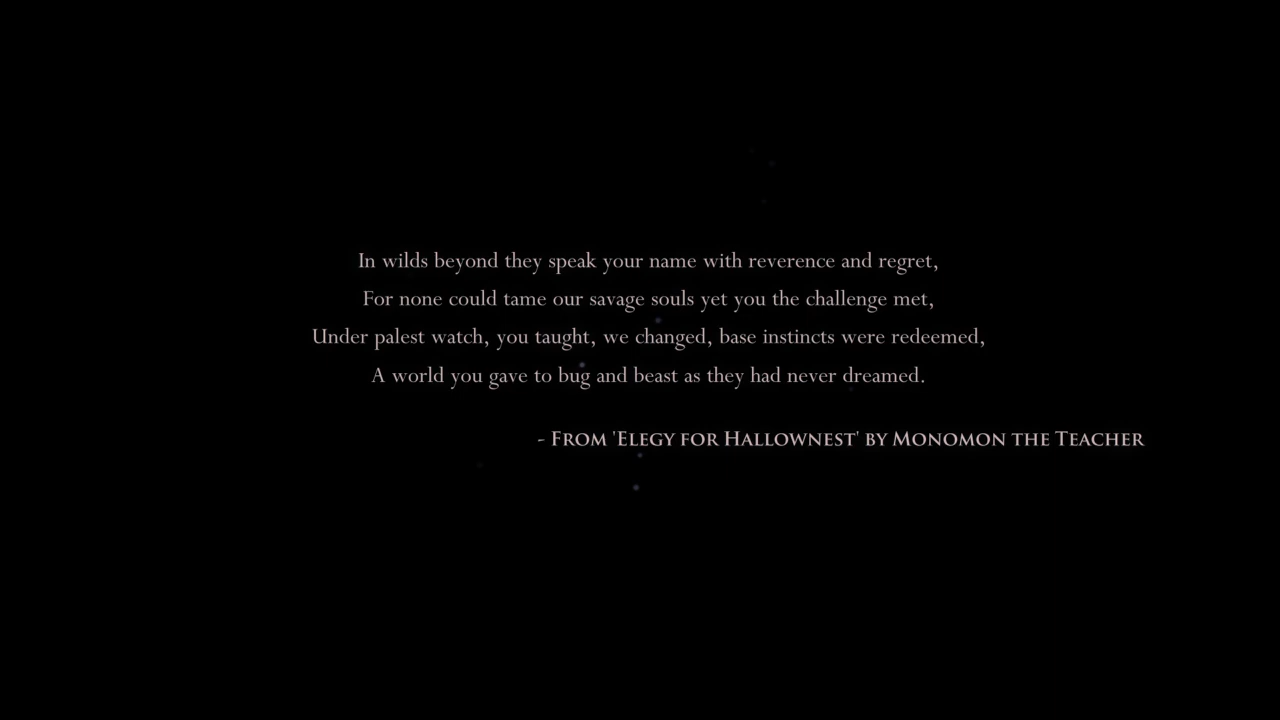 In wilds beyond they speak your name with reverence and regret,
For none could tame our savage souls yet you the challenge met,
Under palest watch, you taught, we changed, base instincts were redeemed,
A world you gave to bug and beast as they had never dreamed.
- From 'Elegy for Hallownest' by Monomon the Teacher